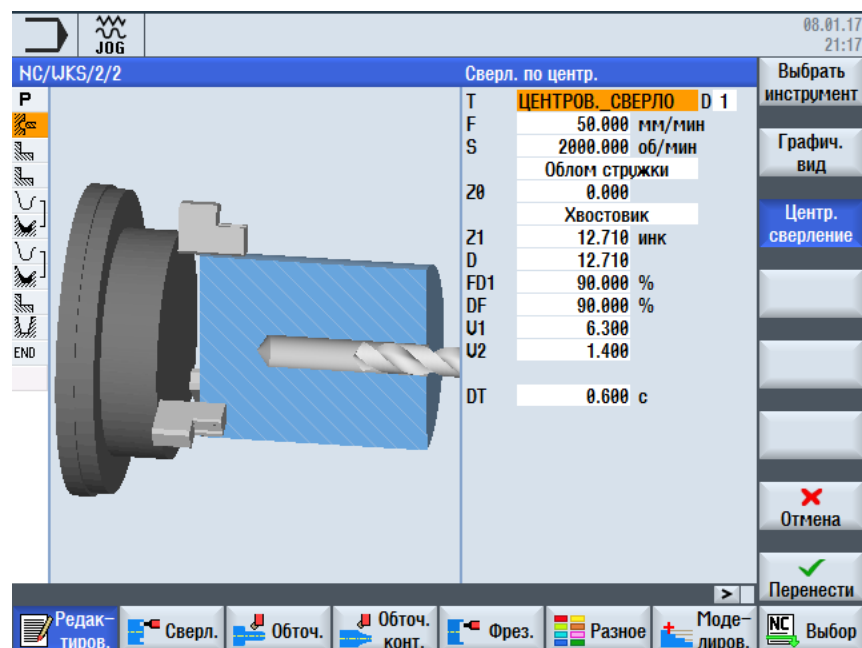 JOG
08.01.17
21:17
NC/WKS/2/2
Сверл. по центр.
Выбрать
инструмент
P
END
T ЦЕНТРОВ._СВЕРЛО D 1
F 50.000 мм/мин
S 2000.000 об/мин
Облом стружки
Z0 0.000
Хвостовик
Z1 12.710 инк
D 12.710
FD1 90.000 %
DF 90.000 %
U1 6.300
U2 1.400
DT 0.600 с
Графич.
вид
Центр.
сверление
Отмена
Перенести
>
Редак-
тиров.
Сверл.
Обточ.
Обточ.
конт.
Фрез.
Разное
Моде-
лиров.
NC
Выбор